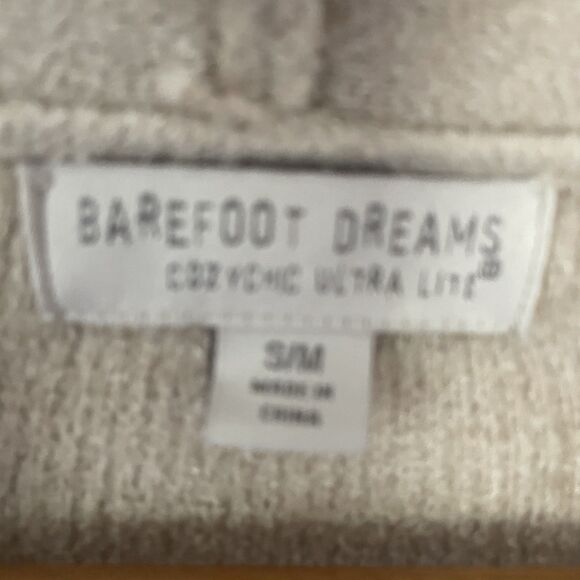 BAREFOOT DREAMS®
COZYCHIC ULTRA LITE
S/M
MADE IN
CHINA